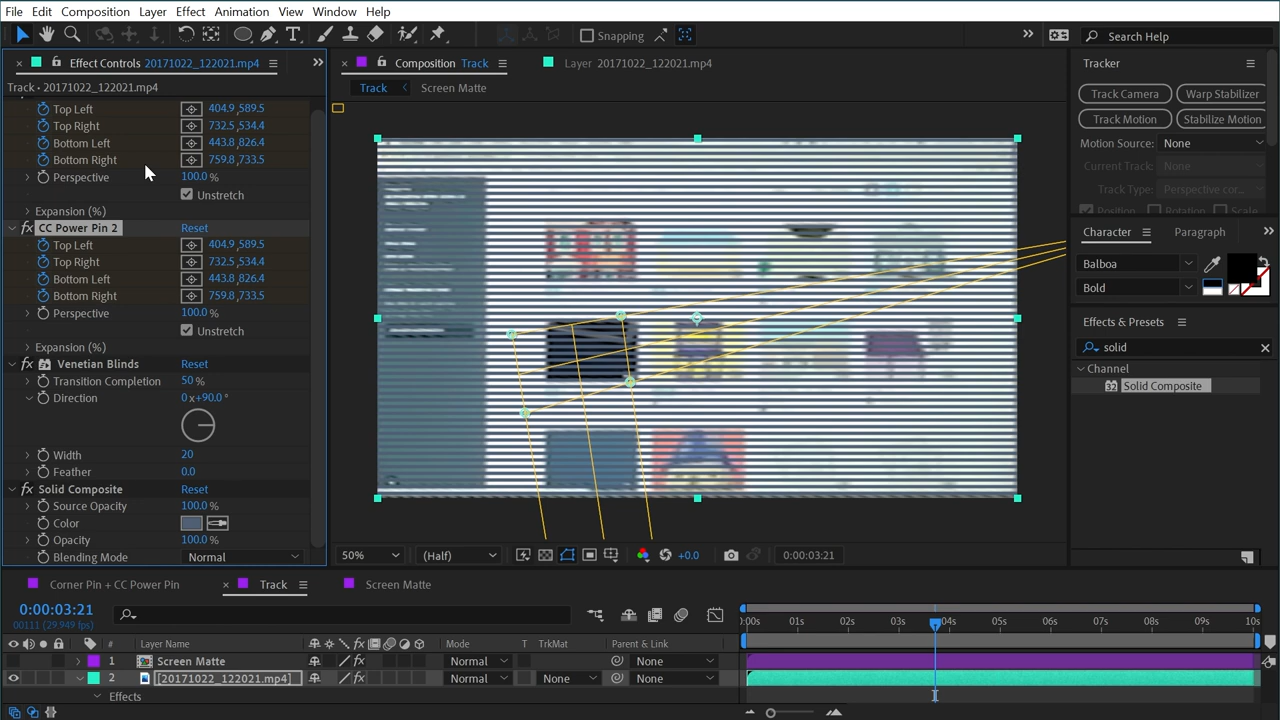 File Edit Composition Layer Effect Animation View Window Help
Snapping
Search Help
Effect Controls 20171022_122021.mp4
Track • 20171022_122021.mp4
Top Left 404.9 ,589.5
Top Right 732.5 ,534.4
Bottom Left 443.8 ,826.4
Bottom Right 759.8 ,733.5
Perspective 100.0 %
Unstretch
Expansion (%)
fx CC Power Pin 2 Reset
Top Left 404.9 ,589.5
Top Right 732.5 ,534.4
Bottom Left 443.8 ,826.4
Bottom Right 759.8 ,733.5
Perspective 100.0 %
Unstretch
Expansion (%)
fx Venetian Blinds Reset
Transition Completion 50 %
Direction 0 x+90.0 °
Width 20
Feather 0.0
fx Solid Composite Reset
Source Opacity 100.0 %
Color
Opacity 100.0 %
Blending Mode Normal
Composition Track
Layer 20171022_122021.mp4
Track Screen Matte
50% (Half) +0.0 0:00:03:21
Tracker
Track Camera Warp Stabilizer
Track Motion Stabilize Motion
Motion Source: None
Current Track: None
Track Type: Perspective cor...
Position Rotation Scale
Character Paragraph
Balboa
Bold
Effects & Presets
solid
Channel
32 Solid Composite
Corner Pin + CC Power Pin Track Screen Matte
0:00:03:21
00111 (29.949 fps)
:00s 01s 02s 03s 04s 05s 06s 07s 08s 09s 10s
# Layer Name fx Mode T TrkMat Parent & Link
1 Screen Matte fx Normal None
2 [20171022_122021.mp4] fx Normal None None
Effects